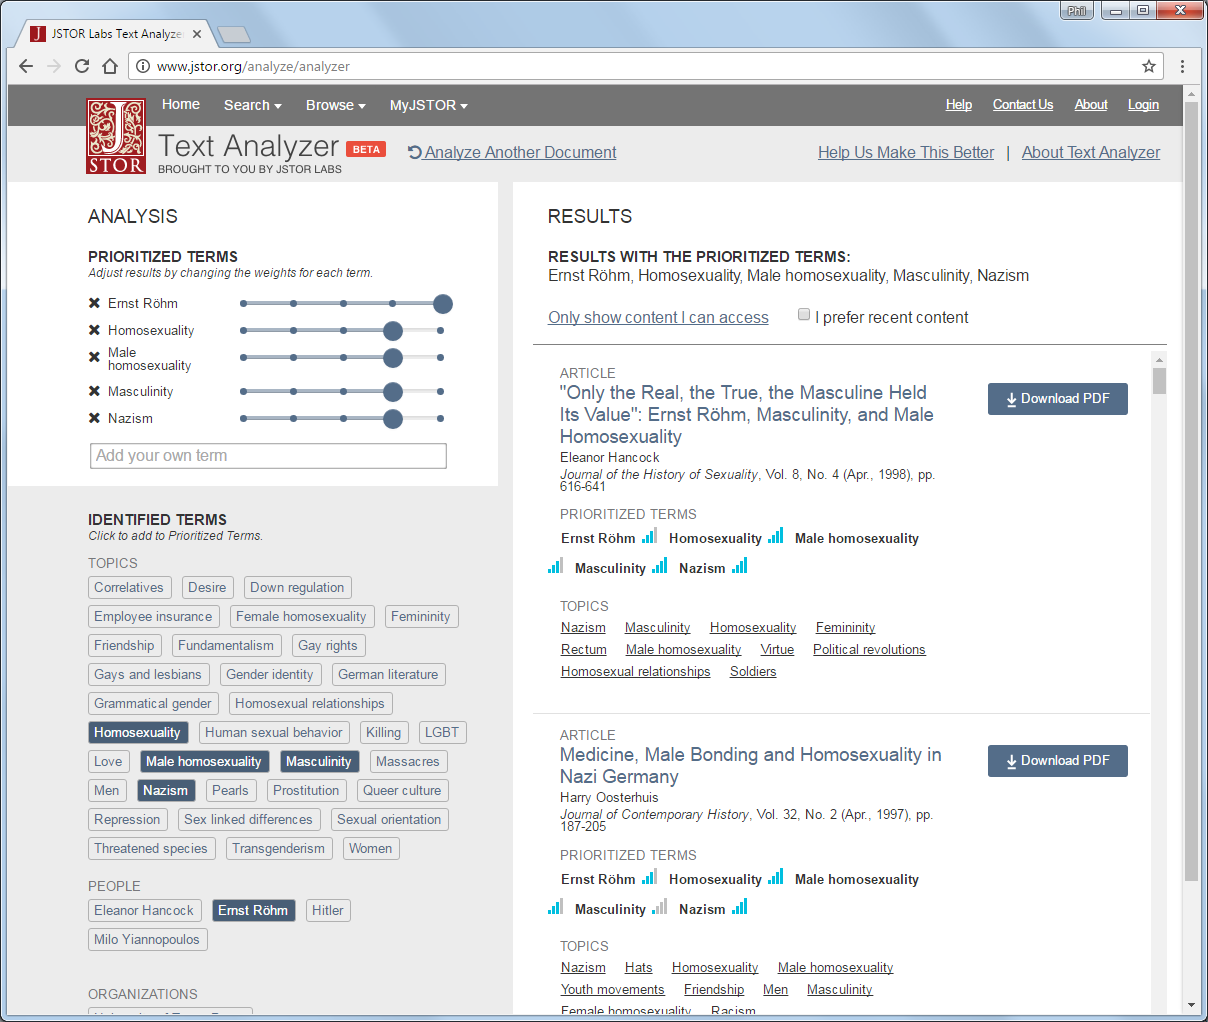 Phil
JSTOR Labs Text Analyze
www.jstor.org/analyze/analyzer
Home Search Browse MyJSTOR Help Contact Us About Login
J
STOR
Text Analyzer BETA
BROUGHT TO YOU BY JSTOR LABS
Analyze Another Document
Help Us Make This Better | About Text Analyzer
ANALYSIS
PRIORITIZED TERMS
Adjust results by changing the weights for each term.
Ernst Röhm
Homosexuality
Male
homosexuality
Masculinity
Nazism
Add your own term
IDENTIFIED TERMS
Click to add to Prioritized Terms.
TOPICS
Correlatives Desire Down regulation
Employee insurance Female homosexuality Femininity
Friendship Fundamentalism Gay rights
Gays and lesbians Gender identity German literature
Grammatical gender Homosexual relationships
Homosexuality Human sexual behavior Killing LGBT
Love Male homosexuality Masculinity Massacres
Men Nazism Pearls Prostitution Queer culture
Repression Sex linked differences Sexual orientation
Threatened species Transgenderism Women
PEOPLE
Eleanor Hancock Ernst Röhm Hitler
Milo Yiannopoulos
ORGANIZATIONS
RESULTS
RESULTS WITH THE PRIORITIZED TERMS:
Ernst Röhm, Homosexuality, Male homosexuality, Masculinity, Nazism
Only show content I can access I prefer recent content
ARTICLE
"Only the Real, the True, the Masculine Held
Its Value": Ernst Röhm, Masculinity, and Male
Homosexuality
Download PDF
Eleanor Hancock
Journal of the History of Sexuality, Vol. 8, No. 4 (Apr., 1998), pp.
616-641
PRIORITIZED TERMS
Ernst Röhm Homosexuality Male homosexuality
Masculinity Nazism
TOPICS
Nazism Masculinity Homosexuality Femininity
Rectum Male homosexuality Virtue Political revolutions
Homosexual relationships Soldiers
ARTICLE
Medicine, Male Bonding and Homosexuality in
Nazi Germany
Download PDF
Harry Oosterhuis
Journal of Contemporary History, Vol. 32, No. 2 (Apr., 1997), pp.
187-205
PRIORITIZED TERMS
Ernst Röhm Homosexuality Male homosexuality
Masculinity Nazism
TOPICS
Nazism Hats Homosexuality Male homosexuality
Youth movements Friendship Men Masculinity
Female homosexuality Racism